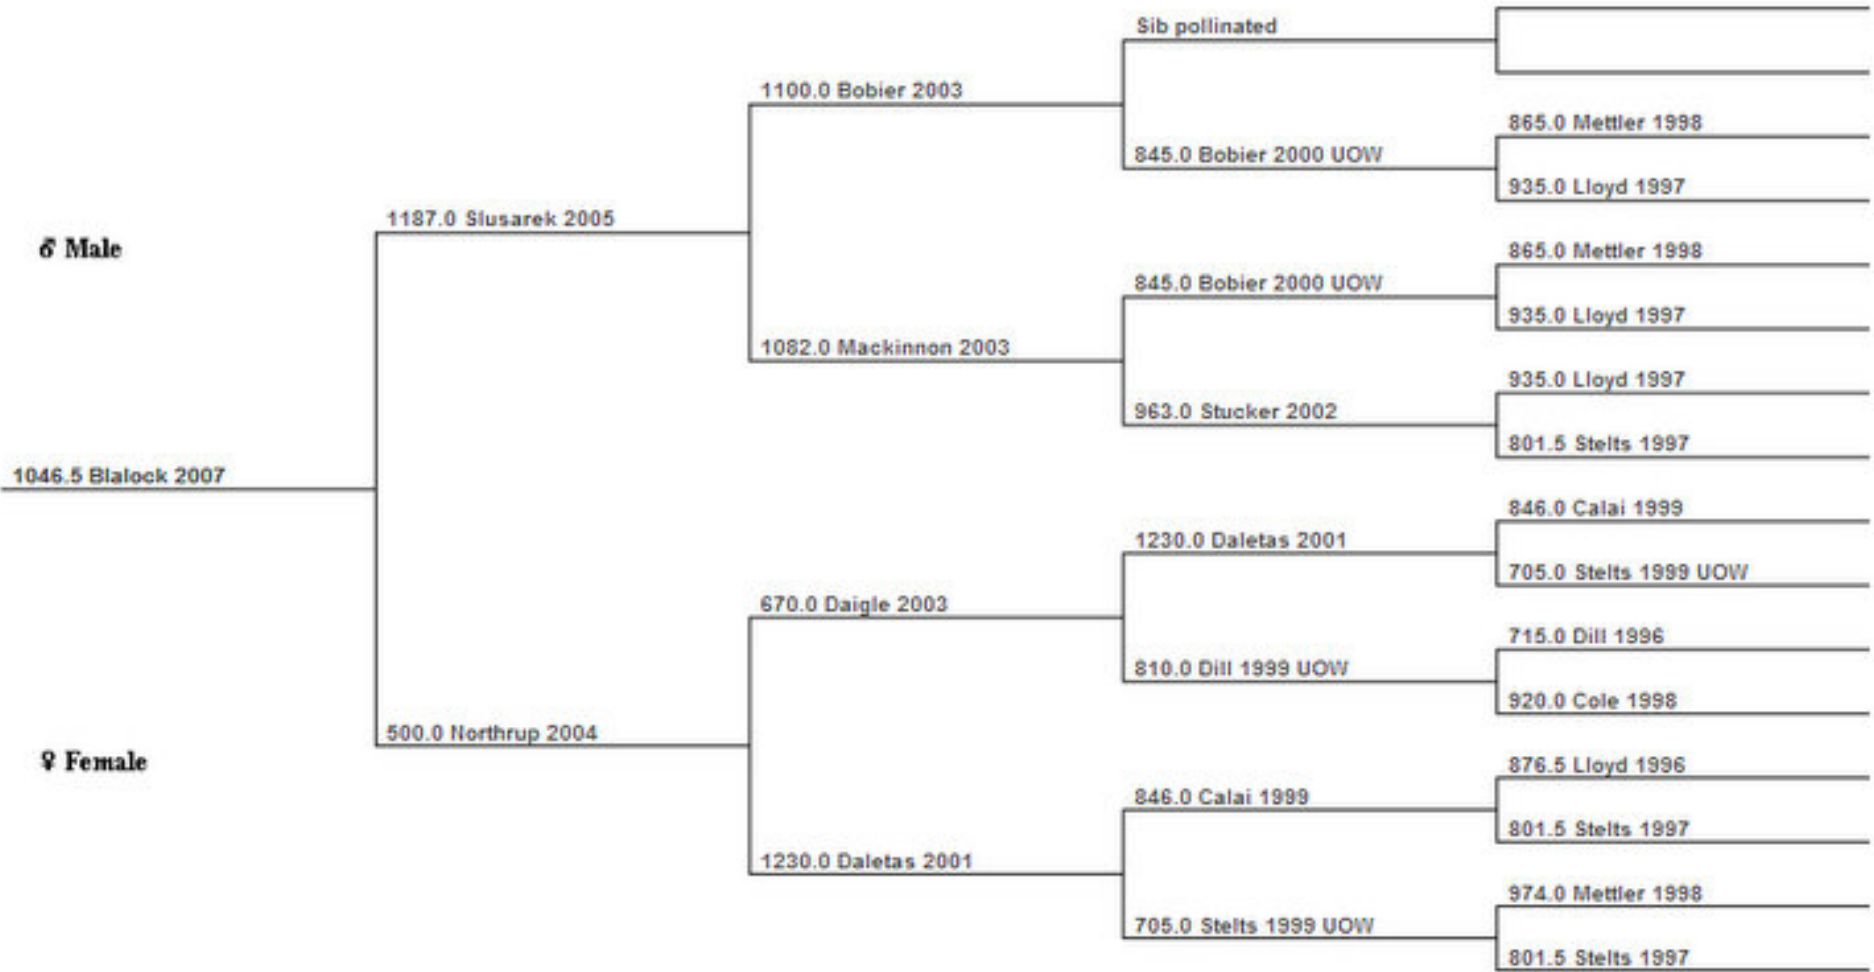 Sib pollinated
1100.0 Bobier 2003
865.0 Mettler 1998
845.0 Bobier 2000 UOW
935.0 Lloyd 1997
1187.0 Slusarek 2005
♂ Male
865.0 Mettler 1998
845.0 Bobier 2000 UOW
935.0 Lloyd 1997
1082.0 Mackinnon 2003
935.0 Lloyd 1997
963.0 Stucker 2002
801.5 Stelts 1997
1046.5 Blalock 2007
846.0 Calai 1999
1230.0 Daletas 2001
705.0 Stelts 1999 UOW
670.0 Daigle 2003
715.0 Dill 1996
810.0 Dill 1999 UOW
920.0 Cole 1998
500.0 Northrup 2004
♀ Female
876.5 Lloyd 1996
846.0 Calai 1999
801.5 Stelts 1997
1230.0 Daletas 2001
974.0 Mettler 1998
705.0 Stelts 1999 UOW
801.5 Stelts 1997